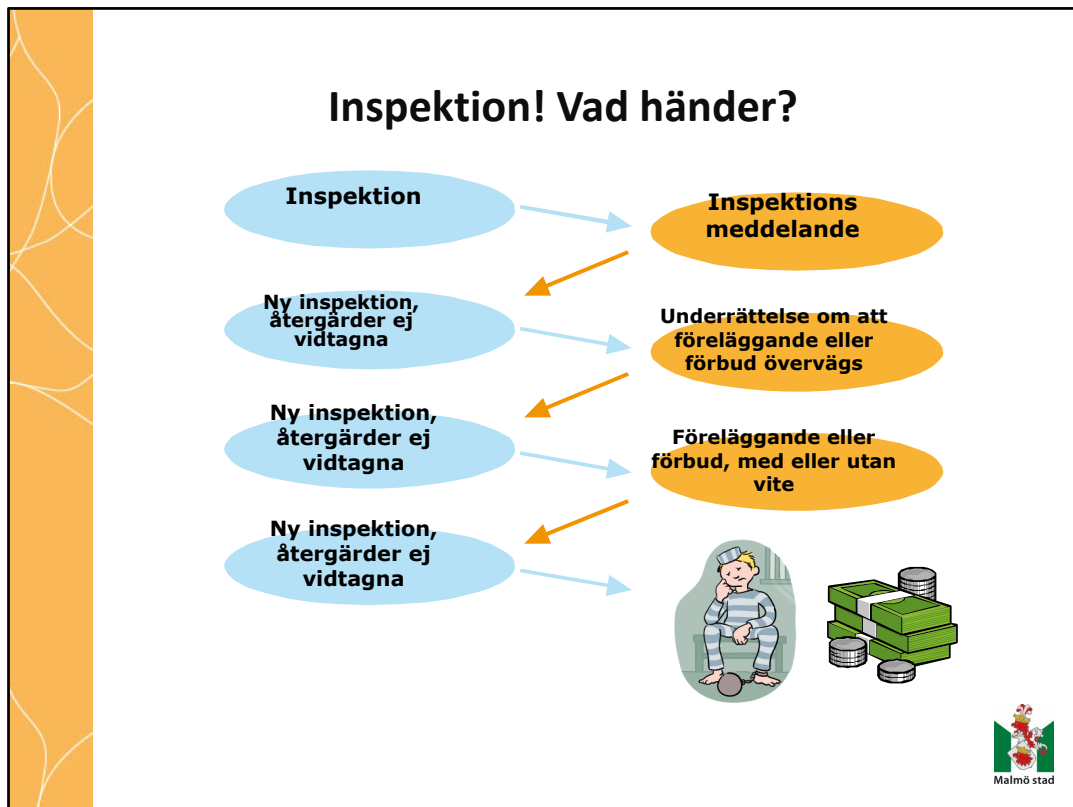 Inspektion! Vad händer?
Inspektion
Inspektions
meddelande
Ny inspektion,
återgärder ej
vidtagna
Underrättelse om att
föreläggande eller
förbud övervägs
Ny inspektion,
återgärder ej
vidtagna
Föreläggande eller
förbud, med eller utan
vite
Ny inspektion,
återgärder ej
vidtagna
Malmö stad